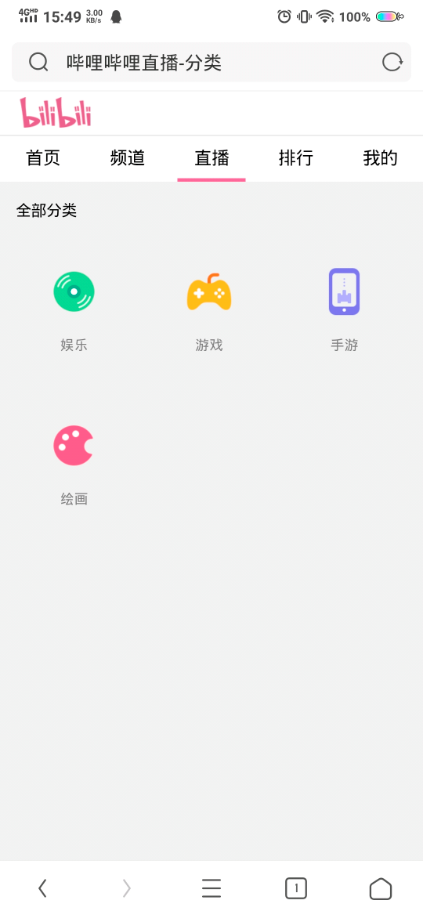 4GHD 15:49 3.00 KB/s 100%
哔哩哔哩直播-分类
bilibili
首页 频道 直播 排行 我的
全部分类
娱乐 游戏 手游
绘画
1